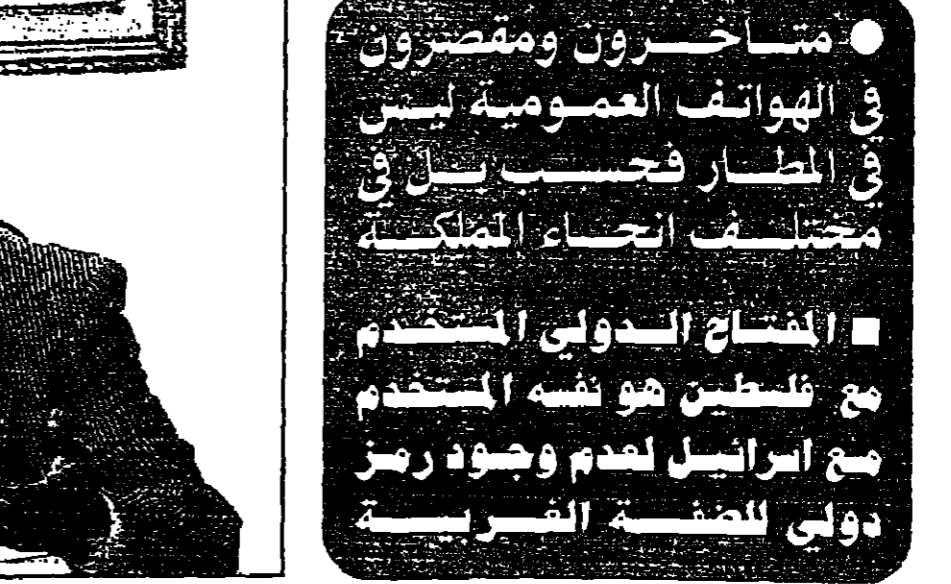 ● متأخرون ومقصرون
في الهواتف العمومية ليس
في المطار فحسب بل في
مختلف انحاء المملكة
■ المفتاح الدولي المستخدم
مع فلسطين هو نفسه المستخدم
مع اسرائيل لعدم وجود رمز
دولي للضفة الغربية